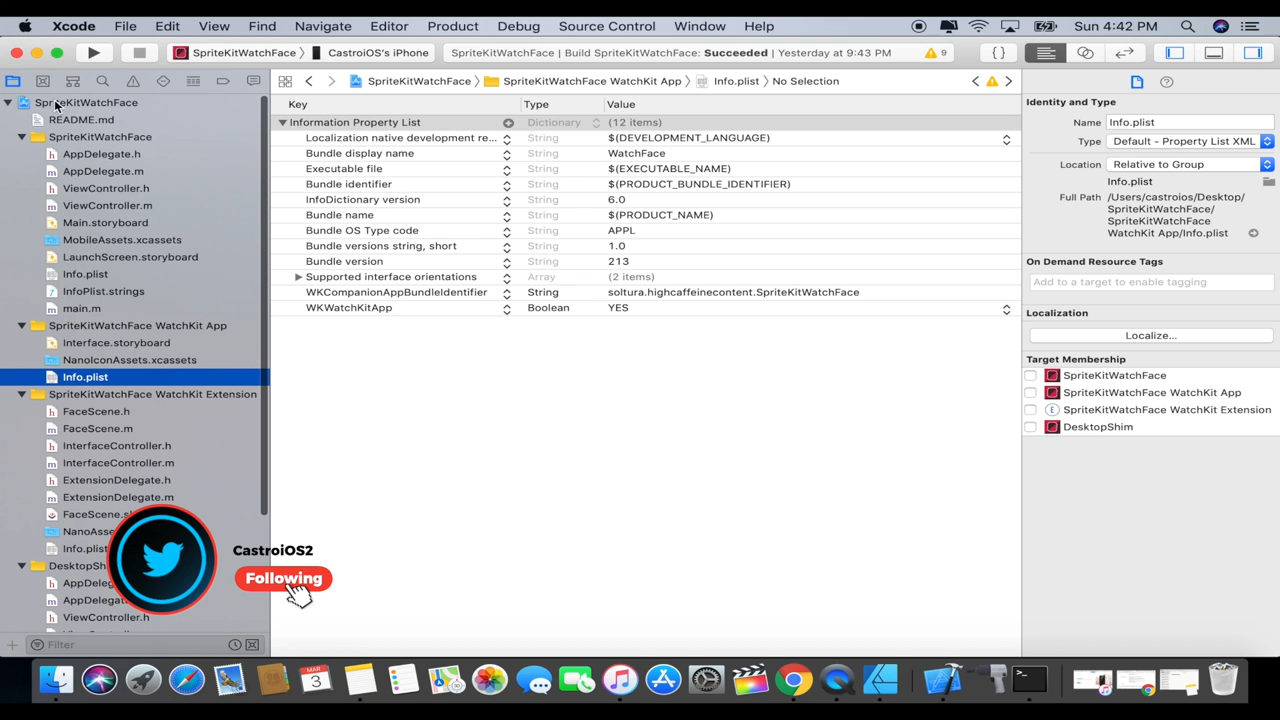 Xcode File Edit View Find Navigate Editor Product Debug Source Control Window Help Sun 4:42 PM
SpriteKitWatchFace CastroiOS's iPhone SpriteKitWatchFace | Build SpriteKitWatchFace: Succeeded | Yesterday at 9:43 PM 9
SpriteKitWatchFace SpriteKitWatchFace WatchKit App Info.plist No Selection
SpriteKitWatchFace
README.md
SpriteKitWatchFace
AppDelegate.h
AppDelegate.m
ViewController.h
ViewController.m
Main.storyboard
MobileAssets.xcassets
LaunchScreen.storyboard
Info.plist
InfoPlist.strings
main.m
SpriteKitWatchFace WatchKit App
Interface.storyboard
NanoIconAssets.xcassets
Info.plist
SpriteKitWatchFace WatchKit Extension
FaceScene.h
FaceScene.m
InterfaceController.h
InterfaceController.m
ExtensionDelegate.h
ExtensionDelegate.m
FaceScene.s
NanoAsse
Info.plist
DesktopSh
AppDeleg
AppDelegat
ViewController.h
Filter
Key Type Value
Information Property List Dictionary (12 items)
Localization native development re... String $(DEVELOPMENT_LANGUAGE)
Bundle display name String WatchFace
Executable file String $(EXECUTABLE_NAME)
Bundle identifier String $(PRODUCT_BUNDLE_IDENTIFIER)
InfoDictionary version String 6.0
Bundle name String $(PRODUCT_NAME)
Bundle OS Type code String APPL
Bundle versions string, short String 1.0
Bundle version String 213
Supported interface orientations Array (2 items)
WKCompanionAppBundleIdentifier String soltura.highcaffeinecontent.SpriteKitWatchFace
WKWatchKitApp Boolean YES
CastroiOS2
Following
Identity and Type
Name Info.plist
Type Default - Property List XML
Location Relative to Group
Info.plist
Full Path /Users/castroios/Desktop/
SpriteKitWatchFace/
SpriteKitWatchFace
WatchKit App/Info.plist
On Demand Resource Tags
Add to a target to enable tagging
Localization
Localize...
Target Membership
SpriteKitWatchFace
SpriteKitWatchFace WatchKit App
E SpriteKitWatchFace WatchKit Extension
DesktopShim
MAR
3